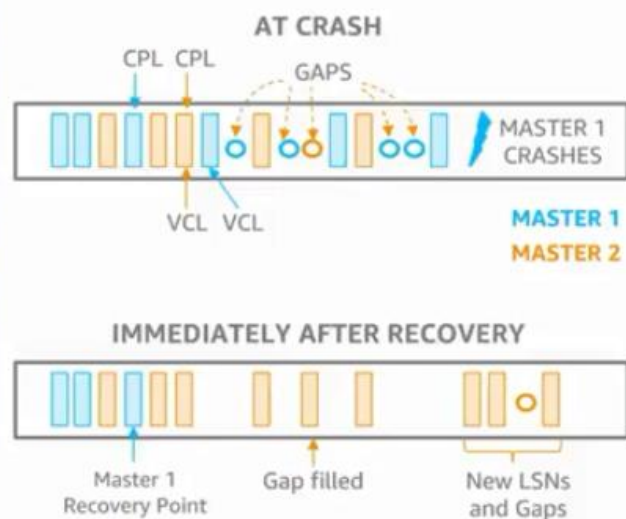 AT CRASH
CPL CPL
GAPS
MASTER 1
CRASHES
VCL VCL
MASTER 1
MASTER 2
IMMEDIATELY AFTER RECOVERY
Master 1
Recovery Point
Gap filled
New LSNs
and Gaps